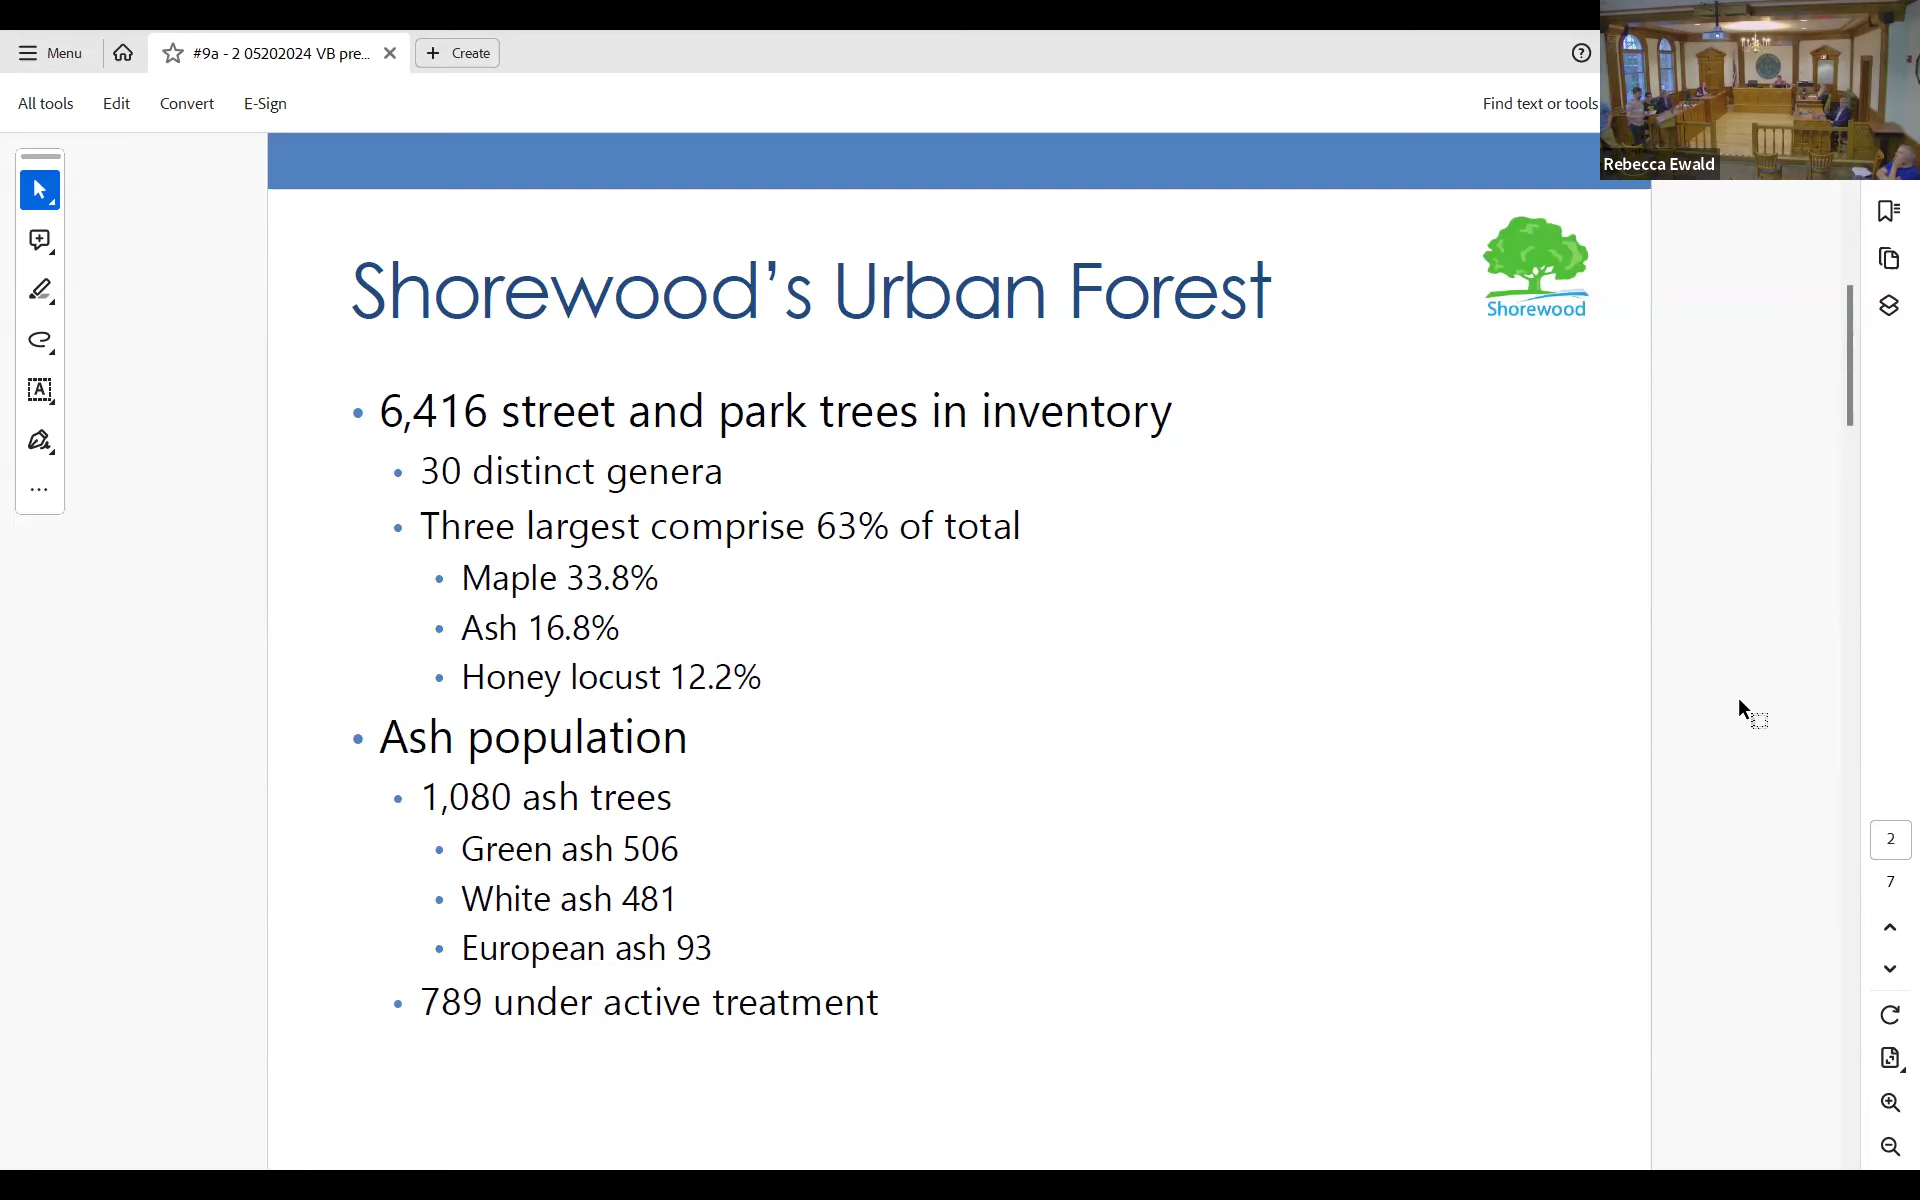 Menu
#9a - 2 05202024 VB pre...
Create
All tools
Edit
Convert
E-Sign
Find text or tools
Rebecca Ewald
Shorewood's Urban Forest
Shorewood
• 6,416 street and park trees in inventory
• 30 distinct genera
• Three largest comprise 63% of total
• Maple 33.8%
• Ash 16.8%
• Honey locust 12.2%
• Ash population
• 1,080 ash trees
• Green ash 506
• White ash 481
• European ash 93
• 789 under active treatment
2
7